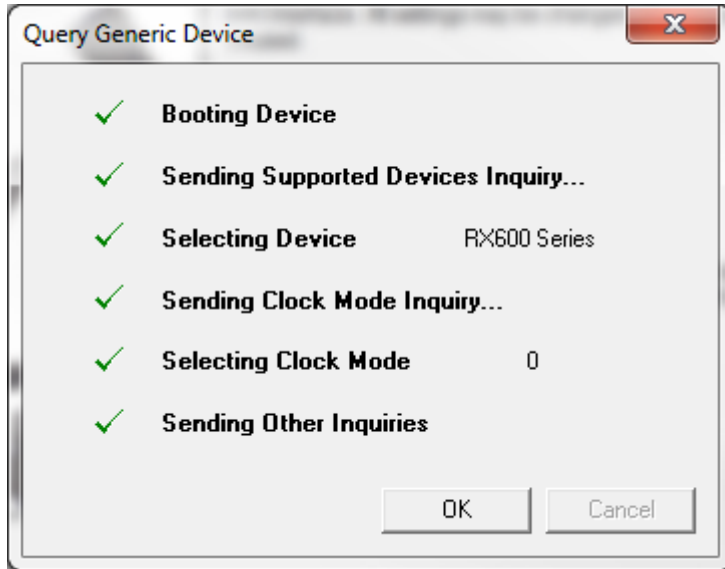 Query Generic Device
Booting Device
Sending Supported Devices Inquiry...
Selecting Device RX600 Series
Sending Clock Mode Inquiry...
Selecting Clock Mode 0
Sending Other Inquiries
OK Cancel